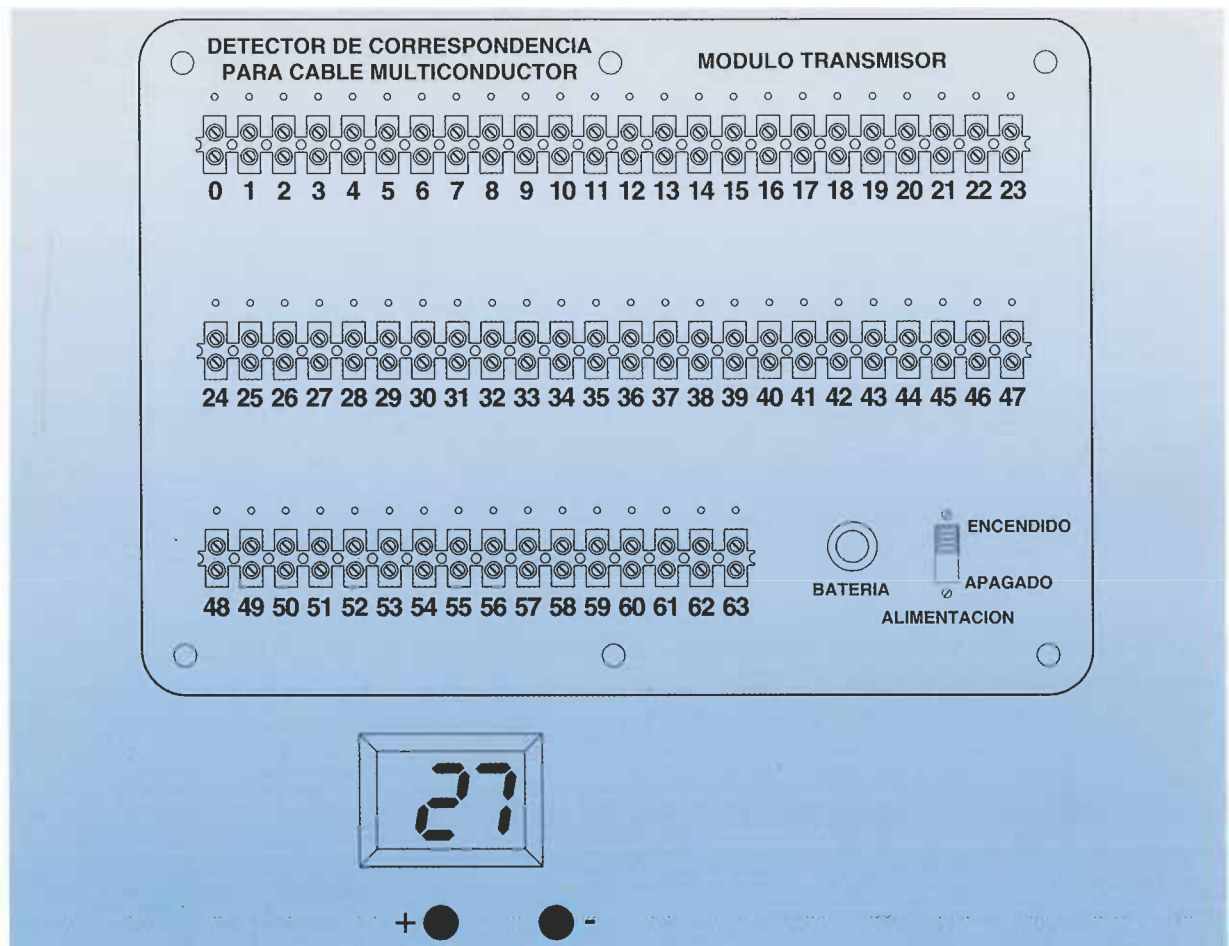 DETECTOR DE CORRESPONDENCIA
PARA CABLE MULTICONDUCTOR
MODULO TRANSMISOR
0 1 2 3 4 5 6 7 8 9 10 11 12 13 14 15 16 17 18 19 20 21 22 23
24 25 26 27 28 29 30 31 32 33 34 35 36 37 38 39 40 41 42 43 44 45 46 47
48 49 50 51 52 53 54 55 56 57 58 59 60 61 62 63
BATERIA
ENCENDIDO
APAGADO
ALIMENTACION
27
+ -